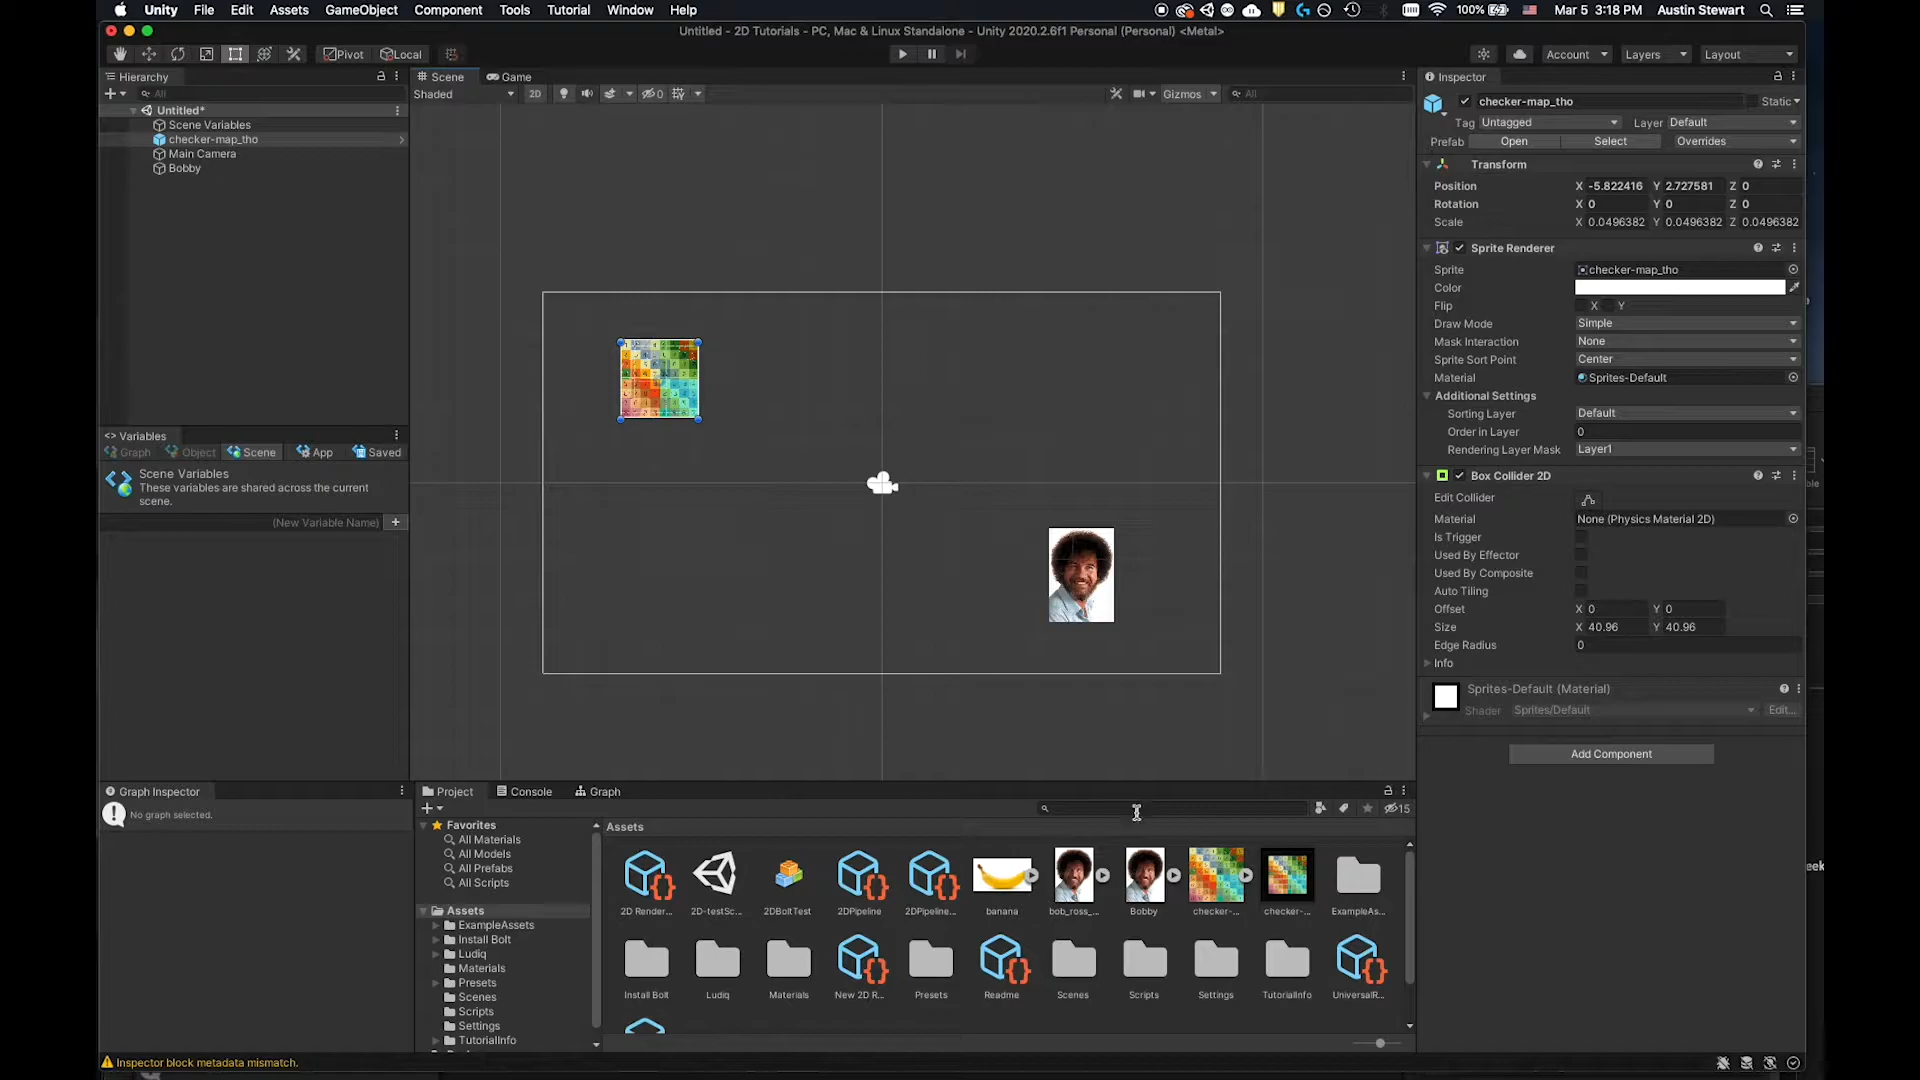 Unity File Edit Assets GameObject Component Tools Tutorial Window Help 100% Mar 5 3:18 PM Austin Stewart
Untitled - 2D Tutorials - PC, Mac & Linux Standalone - Unity 2020.2.6f1 Personal (Personal) <Metal>
Pivot Local Account Layers Layout
Hierarchy
All
Untitled*
Scene Variables
checker-map_tho
Main Camera
Bobby
Scene Game
Shaded 2D 0 Gizmos All
Inspector
checker-map_tho Static
Tag Untagged Layer Default
Prefab Open Select Overrides
Transform
Position X -5.822416 Y 2.727581 Z 0
Rotation X 0 Y 0 Z 0
Scale X 0.0496382 Y 0.0496382 Z 0.0496382
Sprite Renderer
Sprite checker-map_tho
Color
Flip X Y
Draw Mode Simple
Mask Interaction None
Sprite Sort Point Center
Material Sprites-Default
Additional Settings
Sorting Layer Default
Order in Layer 0
Rendering Layer Mask Layer1
Box Collider 2D
Edit Collider
Material None (Physics Material 2D)
Is Trigger
Used By Effector
Used By Composite
Auto Tiling
Offset X 0 Y 0
Size X 40.96 Y 40.96
Edge Radius 0
Info
Sprites-Default (Material)
Shader Sprites/Default Edit...
Add Component
<> Variables
Graph Object Scene App Saved
Scene Variables
These variables are shared across the current
scene.
(New Variable Name) +
Graph Inspector
No graph selected.
Project Console Graph
15
Favorites
All Materials
All Models
All Prefabs
All Scripts
Assets
ExampleAssets
Install Bolt
Ludiq
Materials
Presets
Scenes
Scripts
Settings
TutorialInfo
Assets
2D Render... 2D-testSc... 2DBoltTest 2DPipeline 2DPipeline... banana bob_ross_... Bobby checker-... checker-... ExampleAs...
Install Bolt Ludiq Materials New 2D R... Presets Readme Scenes Scripts Settings TutorialInfo UniversalR...
Inspector block metadata mismatch.